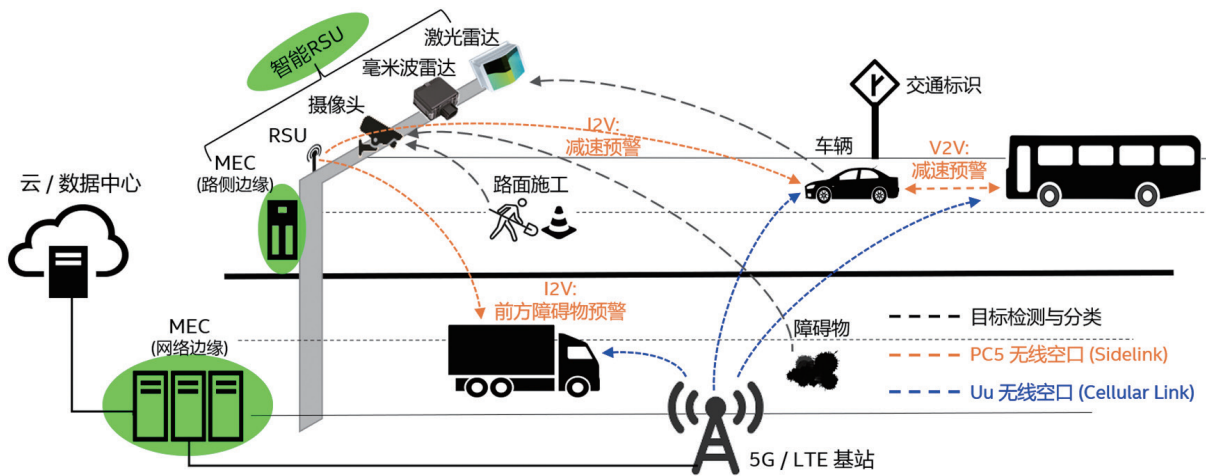 智能RSU
激光雷达
毫米波雷达
摄像头
RSU
MEC
(路侧边缘)
云 / 数据中心
I2V:
减速预警
交通标识
车辆
V2V:
减速预警
路面施工
I2V:
前方障碍物预警
障碍物
MEC
(网络边缘)
目标检测与分类
PC5 无线空口 (Sidelink)
Uu 无线空口 (Cellular Link)
5G / LTE 基站